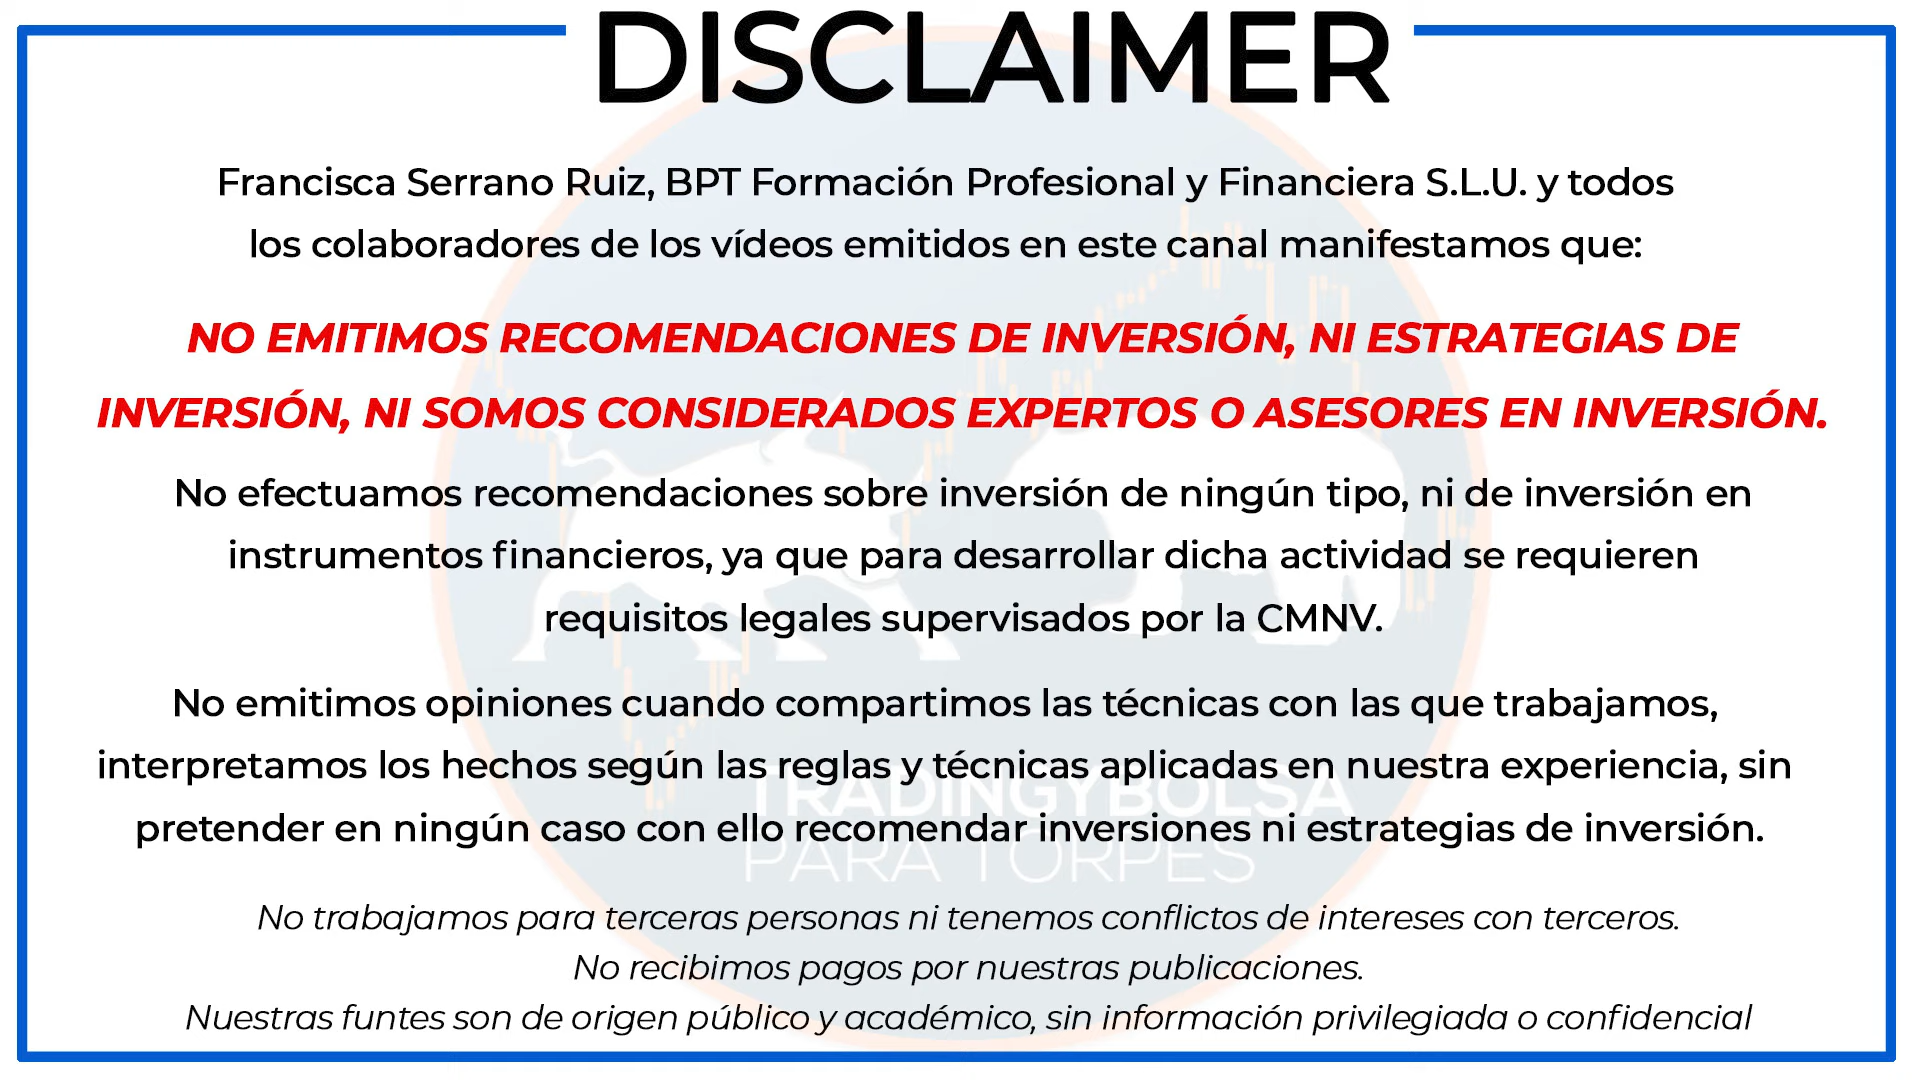 DISCLAIMER
Francisca Serrano Ruiz, BPT Formación Profesional y Financiera S.L.U. y todos
los colaboradores de los vídeos emitidos en este canal manifestamos que:
NO EMITIMOS RECOMENDACIONES DE INVERSIÓN, NI ESTRATEGIAS DE
INVERSIÓN, NI SOMOS CONSIDERADOS EXPERTOS O ASESORES EN INVERSIÓN.
No efectuamos recomendaciones sobre inversión de ningún tipo, ni de inversión en
instrumentos financieros, ya que para desarrollar dicha actividad se requieren
requisitos legales supervisados por la CMNV.
No emitimos opiniones cuando compartimos las técnicas con las que trabajamos,
interpretamos los hechos según las reglas y técnicas aplicadas en nuestra experiencia, sin
TRADINGYBOLSA
pretender en ningún caso con ello recomendar inversiones ni estrategias de inversión.
PARA TORPES
No trabajamos para terceras personas ni tenemos conflictos de intereses con terceros.
No recibimos pagos por nuestras publicaciones.
Nuestras funtes son de origen público y académico, sin información privilegiada o confidencial